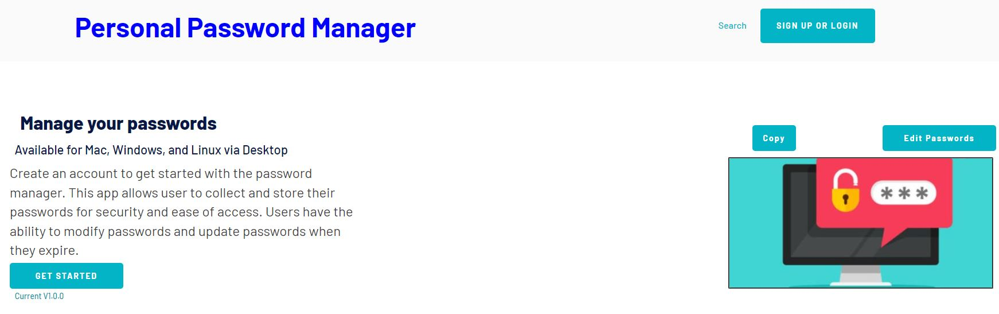 Personal Password Manager
Search
SIGN UP OR LOGIN
Manage your passwords
Available for Mac, Windows, and Linux via Desktop
Create an account to get started with the password
manager. This app allows user to collect and store their
passwords for security and ease of access. Users have the
ability to modify passwords and update passwords when
they expire.
GET STARTED
Current V1.0.0
Copy
Edit Passwords
***